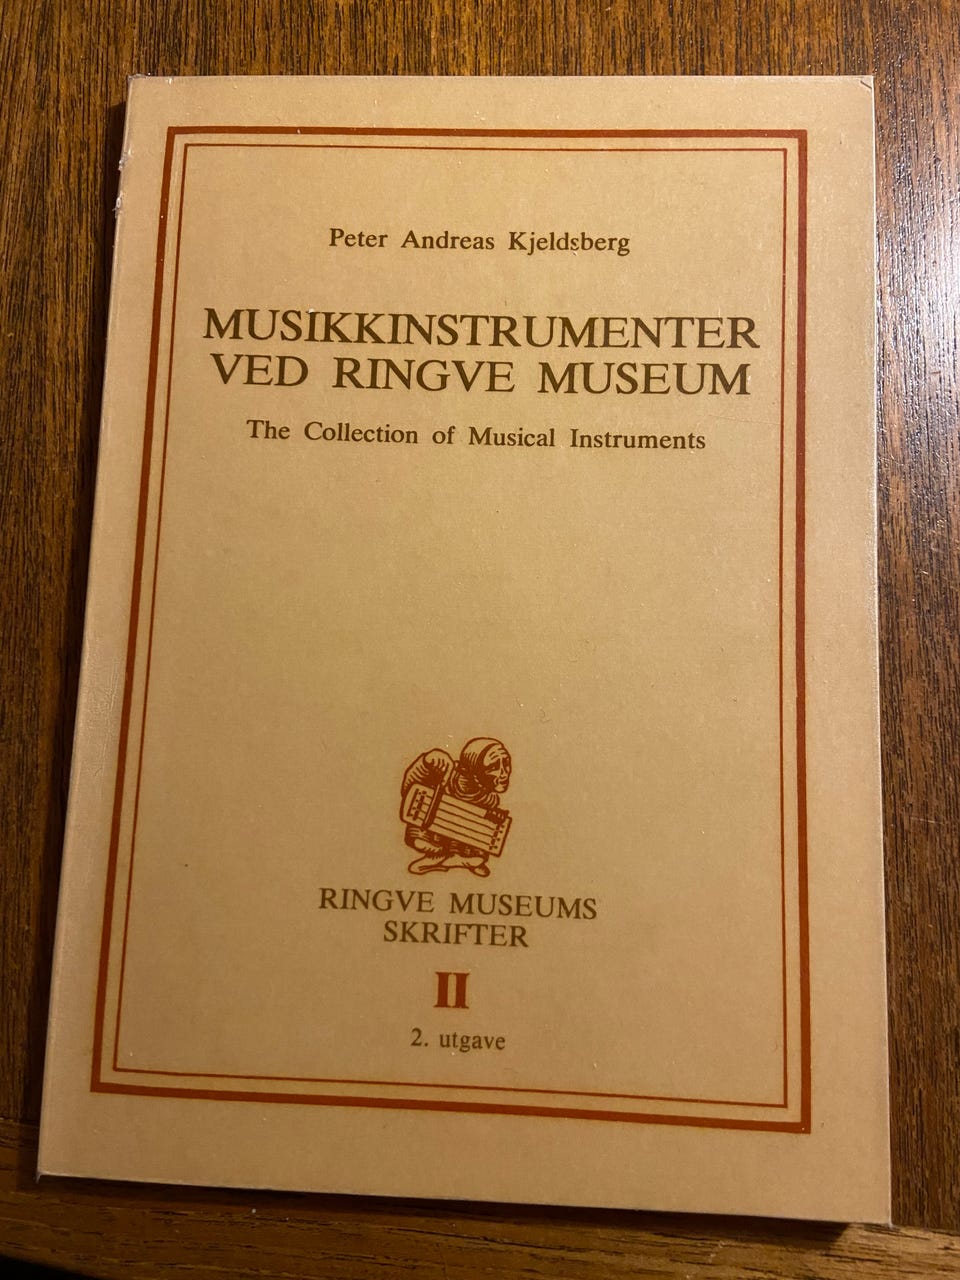 Peter Andreas Kjeldsberg
MUSIKKINSTRUMENTER
VED RINGVE MUSEUM
The Collection of Musical Instruments
RINGVE MUSEUMS
SKRIFTER
II
2. utgave